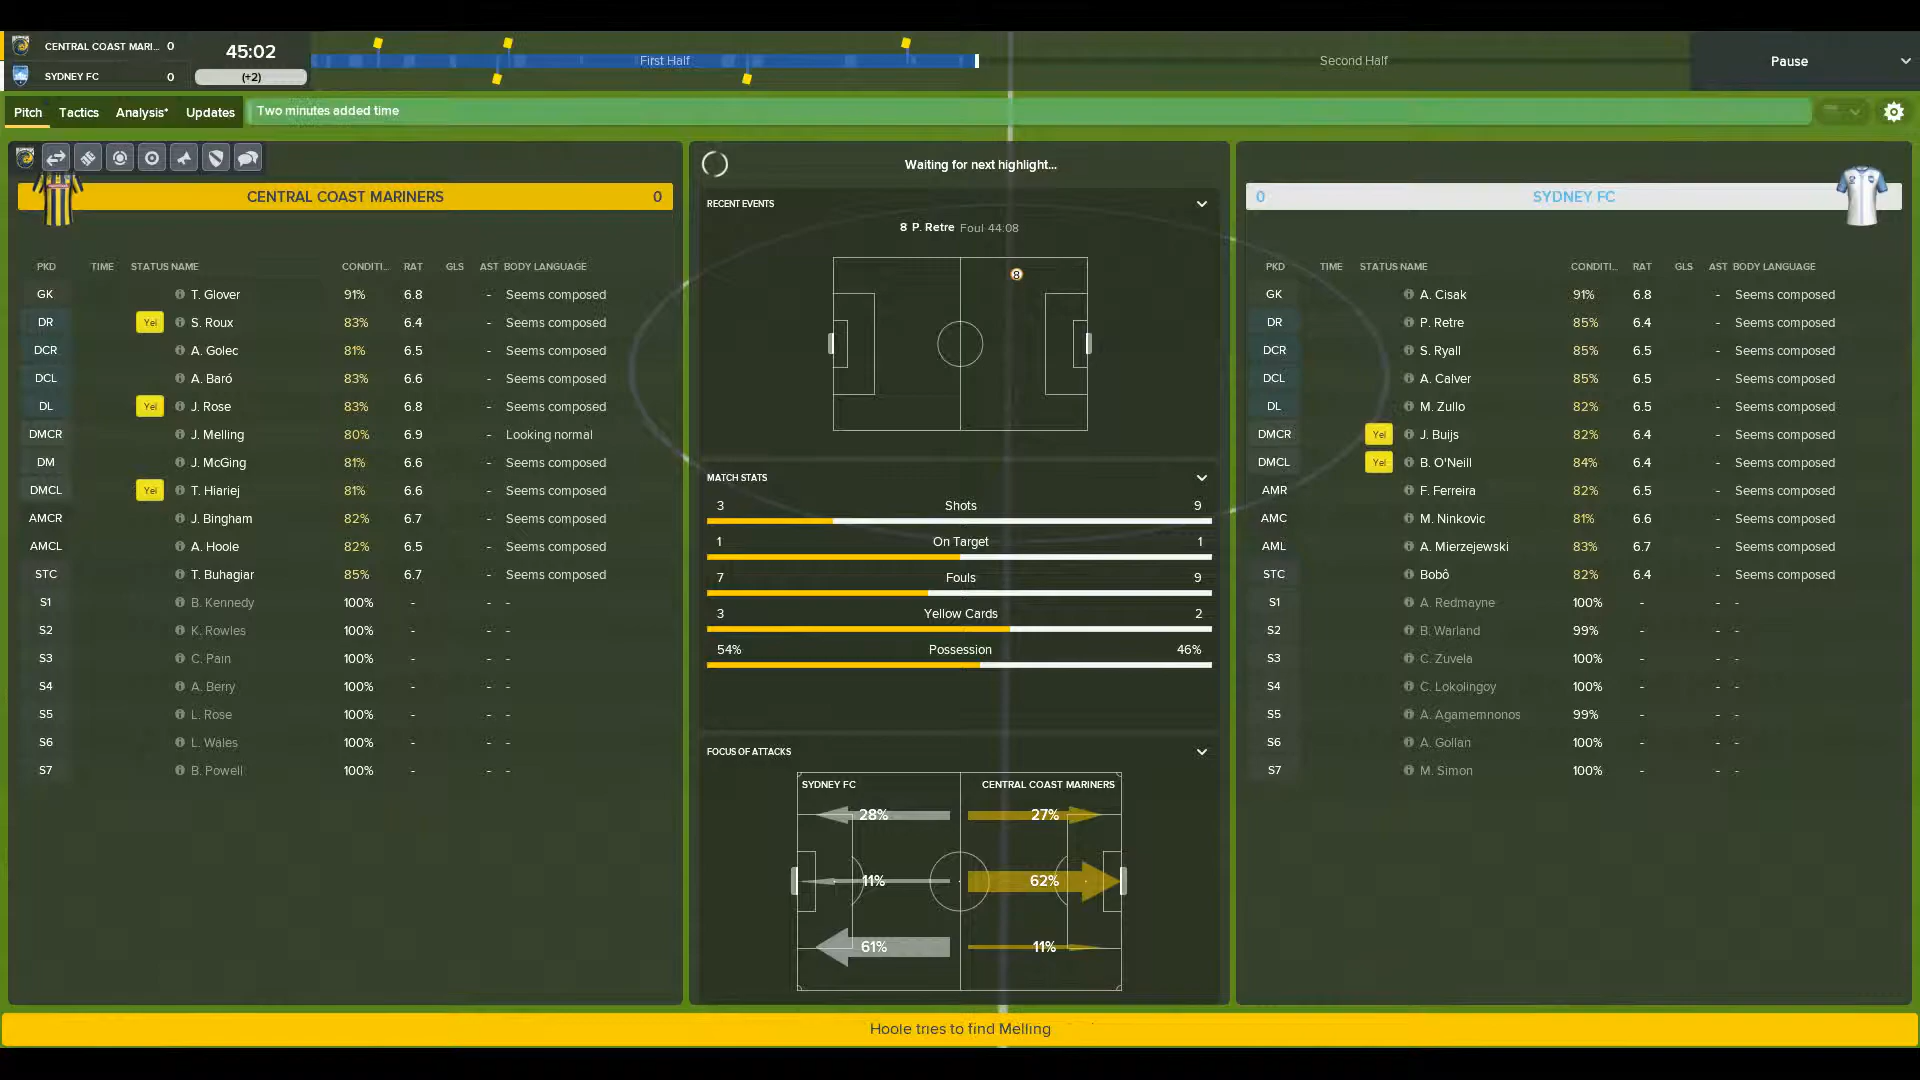 CENTRAL COAST MARI... 0
SYDNEY FC 0
45:02
(+2)
First Half
Second Half
Pause
Pitch Tactics Analysis* Updates
Two minutes added time
CENTRAL COAST MARINERS 0
PKD TIME STATUS NAME CONDITI... RAT GLS AST BODY LANGUAGE
GK T. Glover 91% 6.8 - Seems composed
DR Yel S. Roux 83% 6.4 - Seems composed
DCR A. Golec 81% 6.5 - Seems composed
DCL A. Baró 83% 6.6 - Seems composed
DL Yel J. Rose 83% 6.8 - Seems composed
DMCR J. Melling 80% 6.9 - Looking normal
DM J. McGing 81% 6.6 - Seems composed
DMCL Yel T. Hiariej 81% 6.6 - Seems composed
AMCR J. Bingham 82% 6.7 - Seems composed
AMCL A. Hoole 82% 6.5 - Seems composed
STC T. Buhagiar 85% 6.7 - Seems composed
S1 B. Kennedy 100% - - -
S2 K. Rowles 100% - - -
S3 C. Pain 100% - - -
S4 A. Berry 100% - - -
S5 L. Rose 100% - - -
S6 L. Wales 100% - - -
S7 B. Powell 100% - - -
Waiting for next highlight...
RECENT EVENTS
8 P. Retre Foul 44:08
8
MATCH STATS
3 Shots 9
1 On Target 1
7 Fouls 9
3 Yellow Cards 2
54% Possession 46%
FOCUS OF ATTACKS
SYDNEY FC CENTRAL COAST MARINERS
28% 27%
11% 62%
61% 11%
0 SYDNEY FC
PKD TIME STATUS NAME CONDITI... RAT GLS AST BODY LANGUAGE
GK A. Cisak 91% 6.8 - Seems composed
DR P. Retre 85% 6.4 - Seems composed
DCR S. Ryall 85% 6.5 - Seems composed
DCL A. Calver 85% 6.5 - Seems composed
DL M. Zullo 82% 6.5 - Seems composed
DMCR Yel J. Buijs 82% 6.4 - Seems composed
DMCL Yel B. O'Neill 84% 6.4 - Seems composed
AMR F. Ferreira 82% 6.5 - Seems composed
AMC M. Ninkovic 81% 6.6 - Seems composed
AML A. Mierzejewski 83% 6.7 - Seems composed
STC Bobô 82% 6.4 - Seems composed
S1 A. Redmayne 100% - - -
S2 B. Warland 99% - - -
S3 C. Zuvela 100% - - -
S4 C. Lokolingoy 100% - - -
S5 A. Agamemnonos 99% - - -
S6 A. Gollan 100% - - -
S7 M. Simon 100% - - -
Hoole tries to find Melling